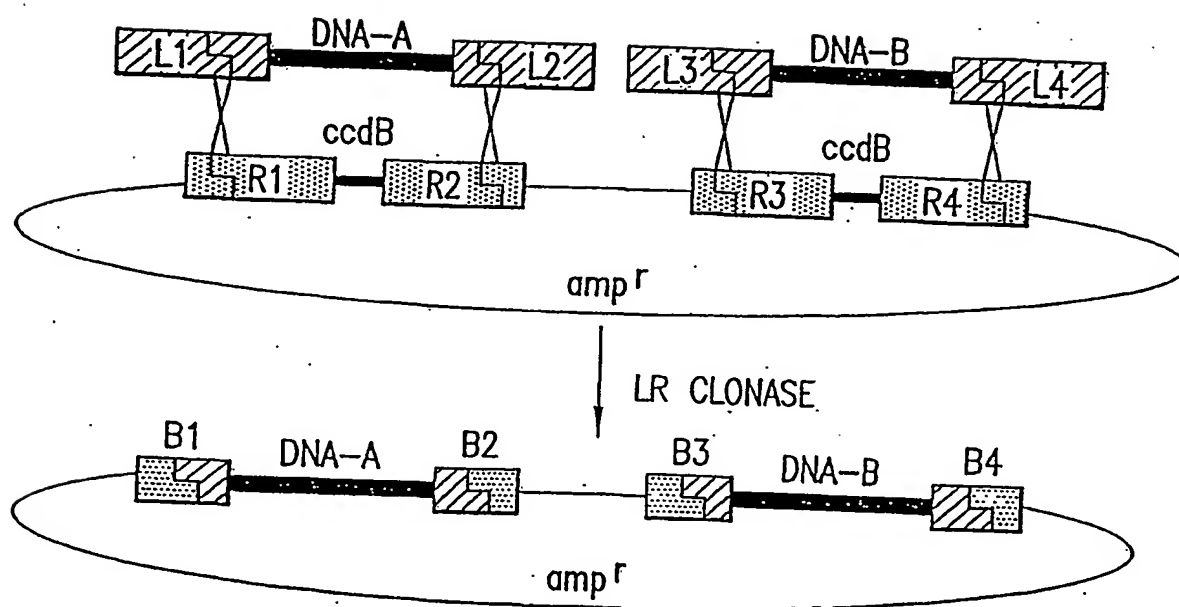 DNA-A DNA-B
L1 L2 L3 L4
ccdB ccdB
R1 R2 R3 R4
amp r
LR CLONASE
B1 B2 B3 B4
DNA-A DNA-B
amp r